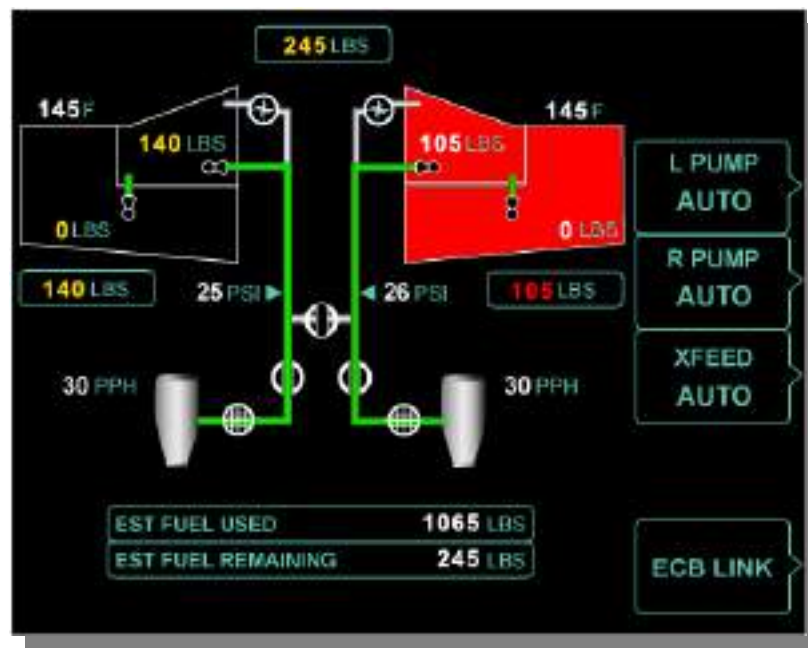 245 LBS
145 F
145 F
140 LBS
105 LBS
0 LBS
0 LBS
140 LBS
25 PSI
26 PSI
105 LBS
30 PPH
30 PPH
EST FUEL USED 1065 LBS
EST FUEL REMAINING 245 LBS
L PUMP
AUTO
R PUMP
AUTO
XFEED
AUTO
ECB LINK